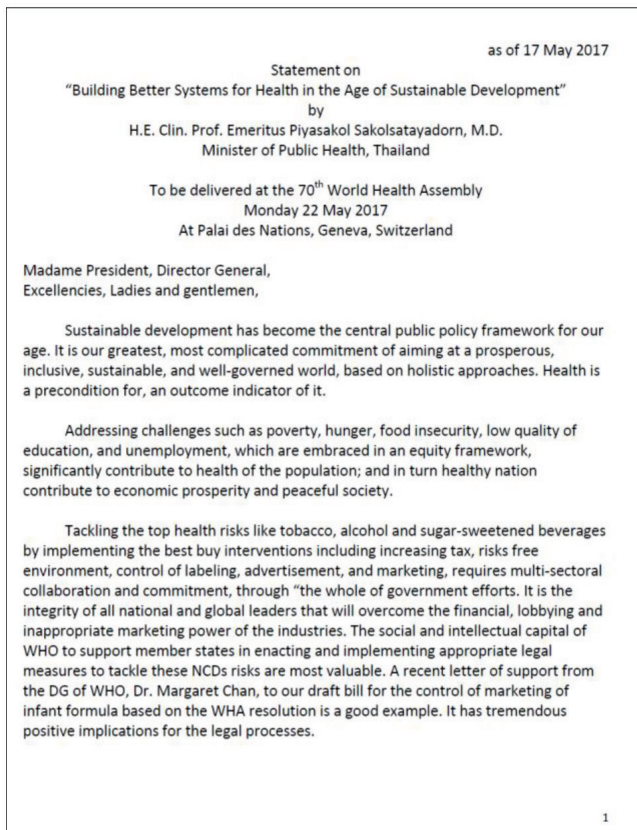 as of 17 May 2017
Statement on
“Building Better Systems for Health in the Age of Sustainable Development”
by
H.E. Clin. Prof. Emeritus Piyasakol Sakolsatayadorn, M.D.
Minister of Public Health, Thailand
To be delivered at the 70th World Health Assembly
Monday 22 May 2017
At Palai des Nations, Geneva, Switzerland
Madame President, Director General,
Excellencies, Ladies and gentlemen,
Sustainable development has become the central public policy framework for our
age. It is our greatest, most complicated commitment of aiming at a prosperous,
inclusive, sustainable, and well-governed world, based on holistic approaches. Health is
a precondition for, an outcome indicator of it.
Addressing challenges such as poverty, hunger, food insecurity, low quality of
education, and unemployment, which are embraced in an equity framework,
significantly contribute to health of the population; and in turn healthy nation
contribute to economic prosperity and peaceful society.
Tackling the top health risks like tobacco, alcohol and sugar-sweetened beverages
by implementing the best buy interventions including increasing tax, risks free
environment, control of labeling, advertisement, and marketing, requires multi-sectoral
collaboration and commitment, through “the whole of government efforts. It is the
integrity of all national and global leaders that will overcome the financial, lobbying and
inappropriate marketing power of the industries. The social and intellectual capital of
WHO to support member states in enacting and implementing appropriate legal
measures to tackle these NCDs risks are most valuable. A recent letter of support from
the DG of WHO, Dr. Margaret Chan, to our draft bill for the control of marketing of
infant formula based on the WHA resolution is a good example. It has tremendous
positive implications for the legal processes.
1